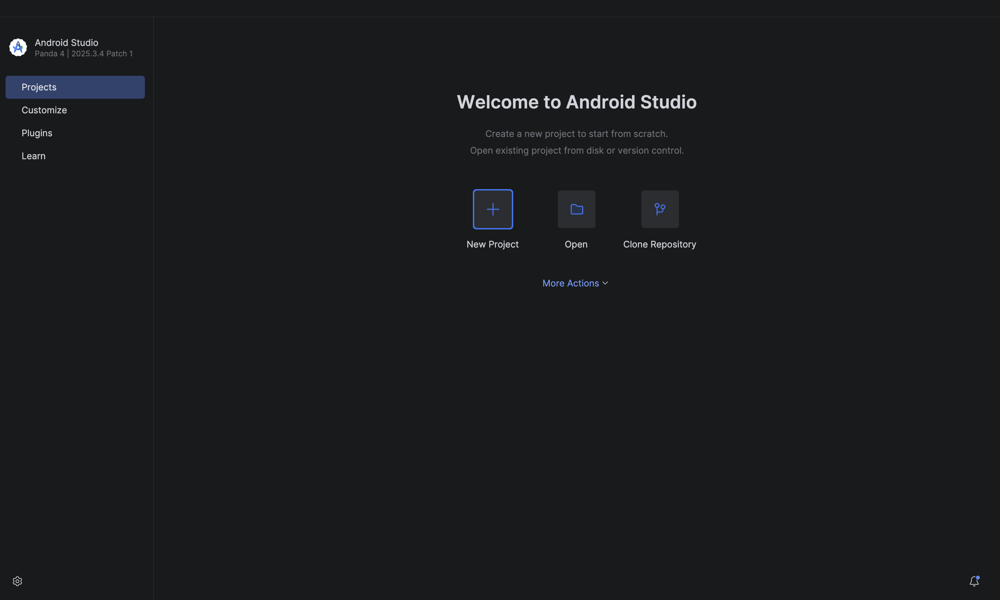 Android Studio
Panda 4 | 2025.3.4 Patch 1
Projects
Customize
Plugins
Learn
Welcome to Android Studio
Create a new project to start from scratch.
Open existing project from disk or version control.
New Project
Open
Clone Repository
More Actions